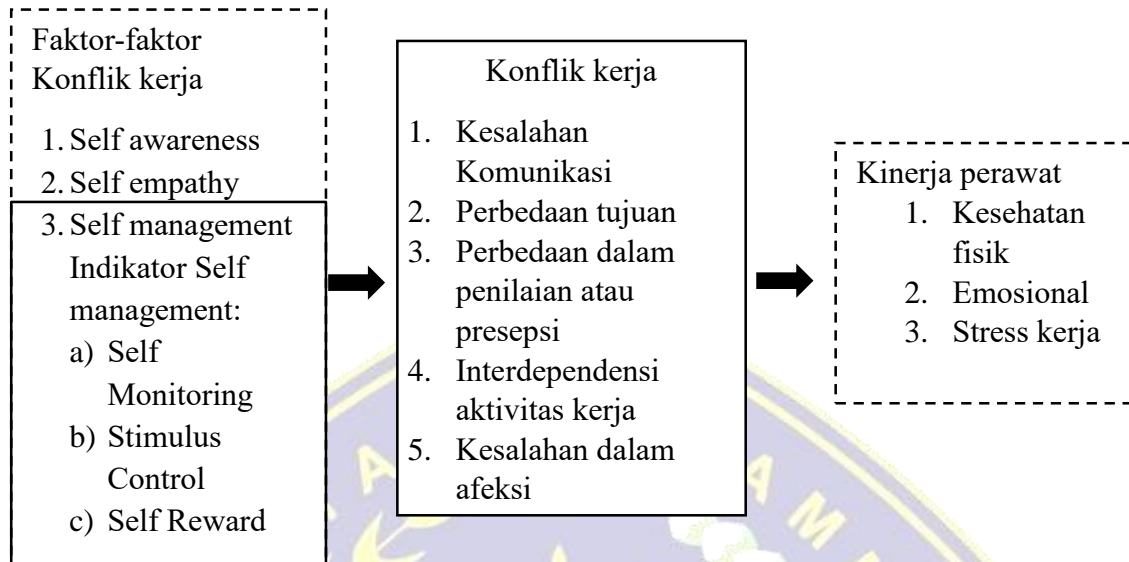 Faktor-faktor
Konflik kerja
1. Self awareness
2. Self empathy
3. Self management
Indikator Self
management:
a) Self
Monitoring
b) Stimulus
Control
c) Self Reward
Konflik kerja
1. Kesalahan
Komunikasi
2. Perbedaan tujuan
3. Perbedaan dalam
penilaian atau
presepsi
4. Interdependensi
aktivitas kerja
5. Kesalahan dalam
afeksi
Kinerja perawat
1. Kesehatan
fisik
2. Emosional
3. Stress kerja